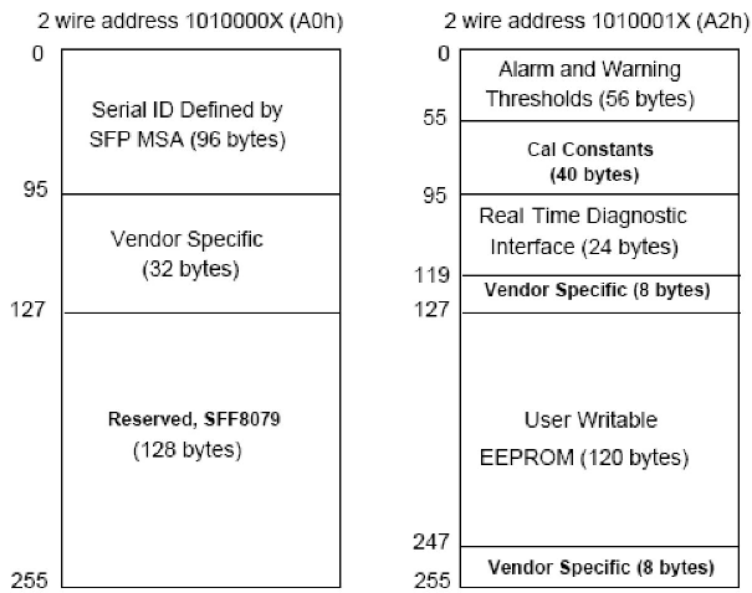 2 wire address 1010000X (A0h)
0
Serial ID Defined by
SFP MSA (96 bytes)
95
Vendor Specific
(32 bytes)
127
Reserved, SFF8079
(128 bytes)
255
2 wire address 1010001X (A2h)
0
Alarm and Warning
Thresholds (56 bytes)
55
Cal Constants
(40 bytes)
95
Real Time Diagnostic
Interface (24 bytes)
119
Vendor Specific (8 bytes)
127
User Writable
EEPROM (120 bytes)
247
Vendor Specific (8 bytes)
255